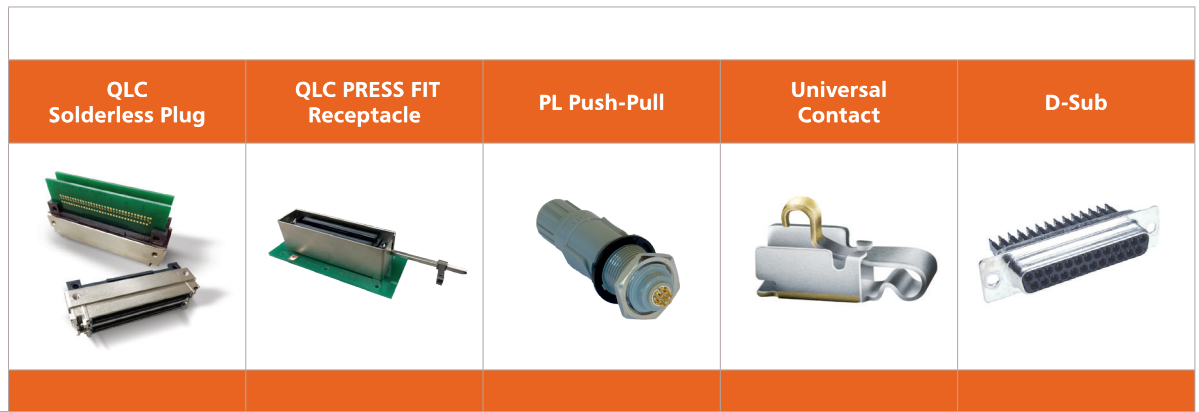 QLC
Solderless Plug
QLC PRESS FIT
Receptacle
PL Push-Pull
Universal
Contact
D-Sub